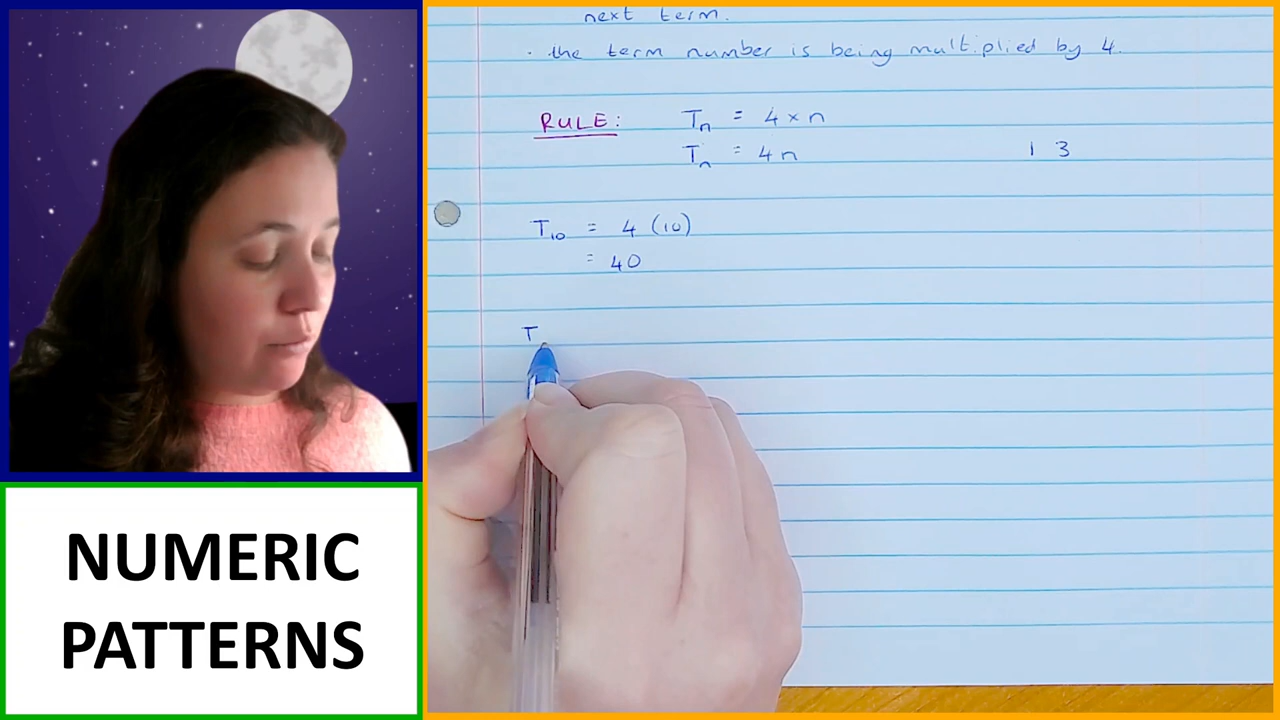 next term.
· the term number is being multiplied by 4.
RULE: Tn = 4 × n
Tn = 4n
1 3
T10 = 4 (10)
= 40
T
NUMERIC
PATTERNS